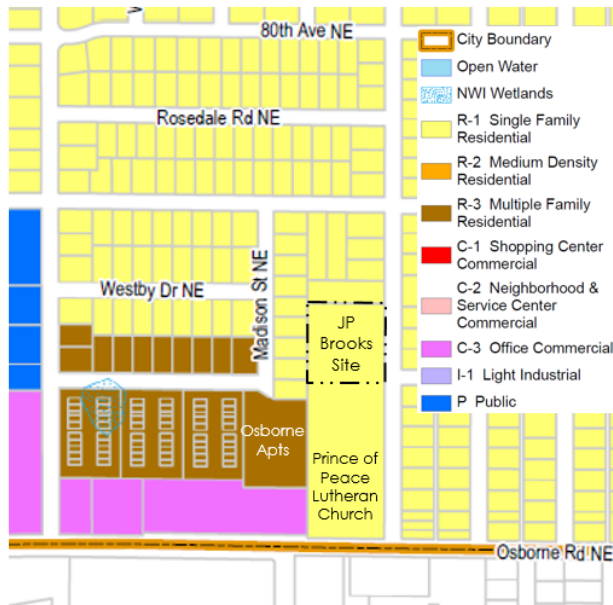 80th Ave NE
Rosedale Rd NE
Westby Dr NE
Madison St NE
JP
Brooks
Site
Osborne
Apts
Prince of
Peace
Lutheran
Church
Osborne Rd NE
City Boundary
Open Water
NWI Wetlands
R-1 Single Family
Residential
R-2 Medium Density
Residential
R-3 Multiple Family
Residential
C-1 Shopping Center
Commercial
C-2 Neighborhood &
Service Center
Commercial
C-3 Office Commercial
I-1 Light Industrial
P Public